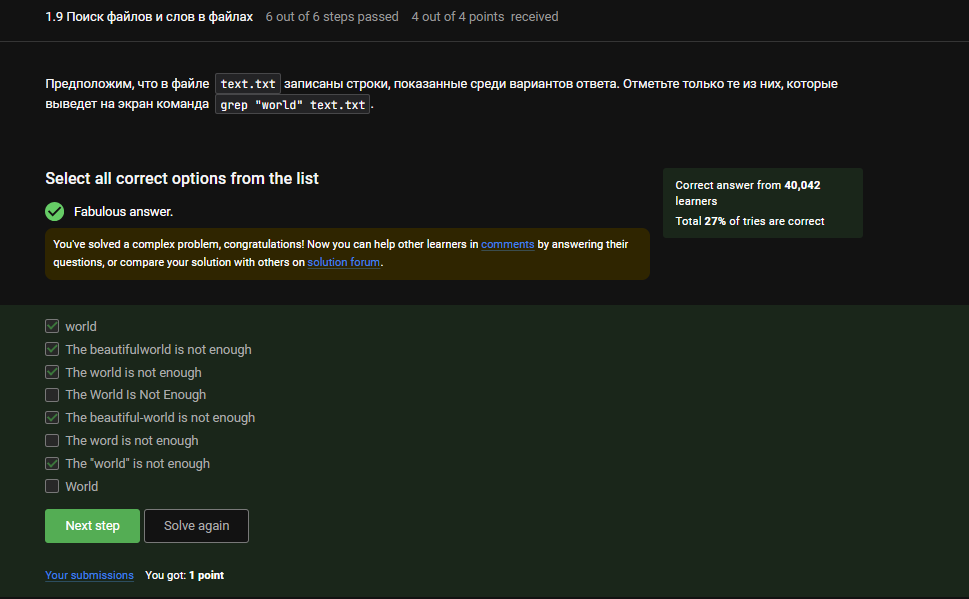 1.9 Поиск файлов и слов в файлах 6 out of 6 steps passed 4 out of 4 points received
Предположим, что в файле text.txt записаны строки, показанные среди вариантов ответа. Отметьте только те из них, которые
выведет на экран команда grep "world" text.txt.
Select all correct options from the list
Fabulous answer.
You've solved a complex problem, congratulations! Now you can help other learners in comments by answering their
questions, or compare your solution with others on solution forum.
Correct answer from 40,042
learners
Total 27% of tries are correct
world
The beautifulworld is not enough
The world is not enough
The World Is Not Enough
The beautiful-world is not enough
The word is not enough
The "world" is not enough
World
Next step Solve again
Your submissions You got: 1 point